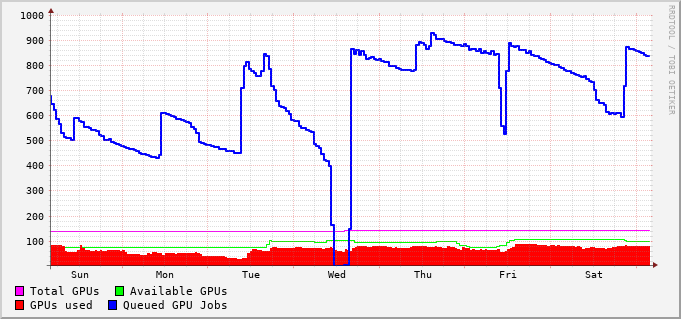 1000
900
800
700
600
500
400
300
200
100
Sun Mon Tue Wed Thu Fri Sat
Total GPUs Available GPUs
GPUs used Queued GPU Jobs
RRDTOOL / TOBI OETIKER